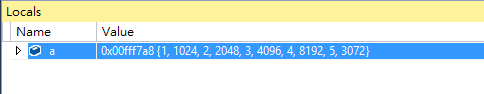 Locals
Name Value
a 0x00fff7a8 {1, 1024, 2, 2048, 3, 4096, 4, 8192, 5, 3072}